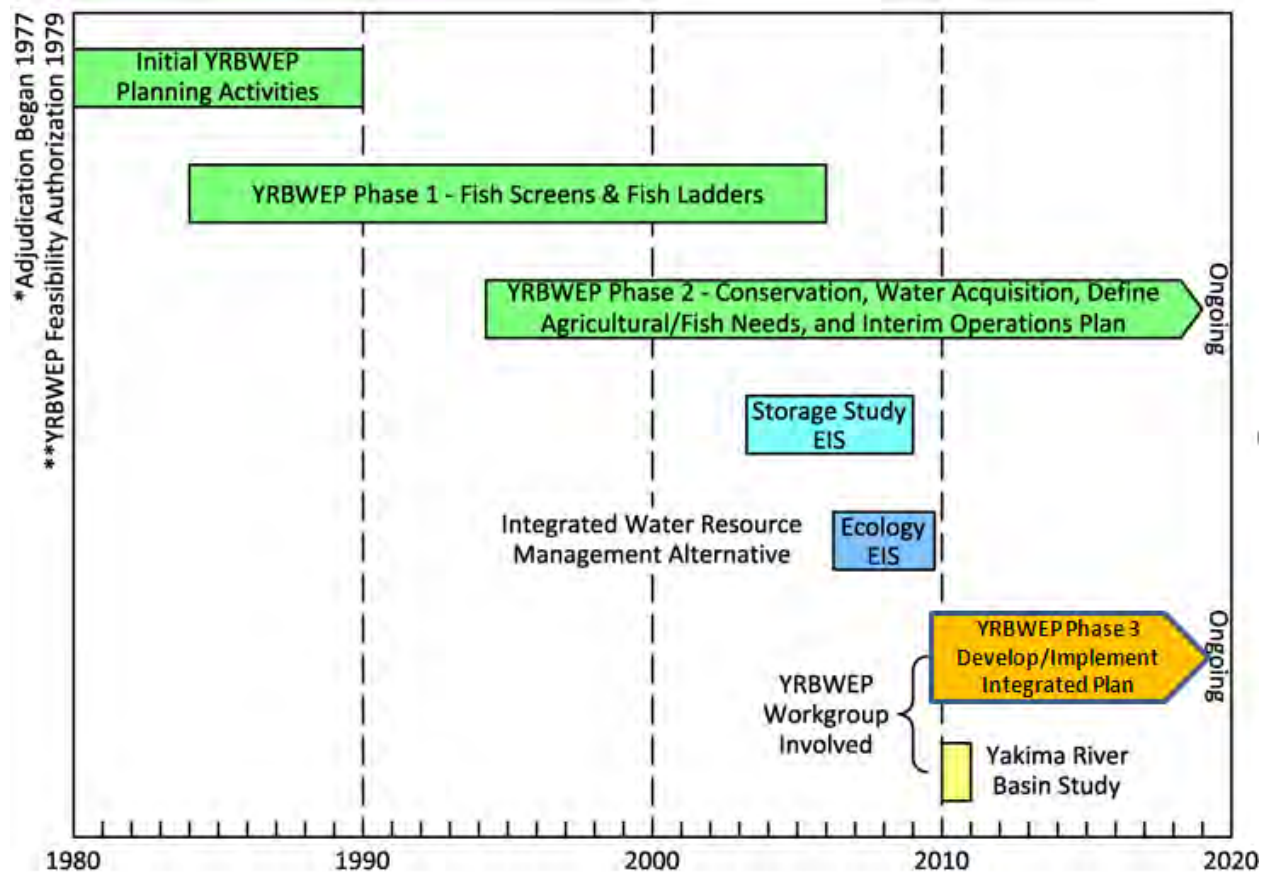 *Adjudication Began 1977
**YRBWEP Feasibility Authorization 1979
Initial YRBWEP
Planning Activities
YRBWEP Phase 1 - Fish Screens & Fish Ladders
YRBWEP Phase 2 - Conservation, Water Acquisition, Define
Agricultural/Fish Needs, and Interim Operations Plan
Ongoing
Storage Study
EIS
Integrated Water Resource
Management Alternative
Ecology
EIS
YRBWEP Phase 3
Develop/Implement
Integrated Plan
Ongoing
YRBWEP
Workgroup
Involved
Yakima River
Basin Study
1980
1990
2000
2010
2020